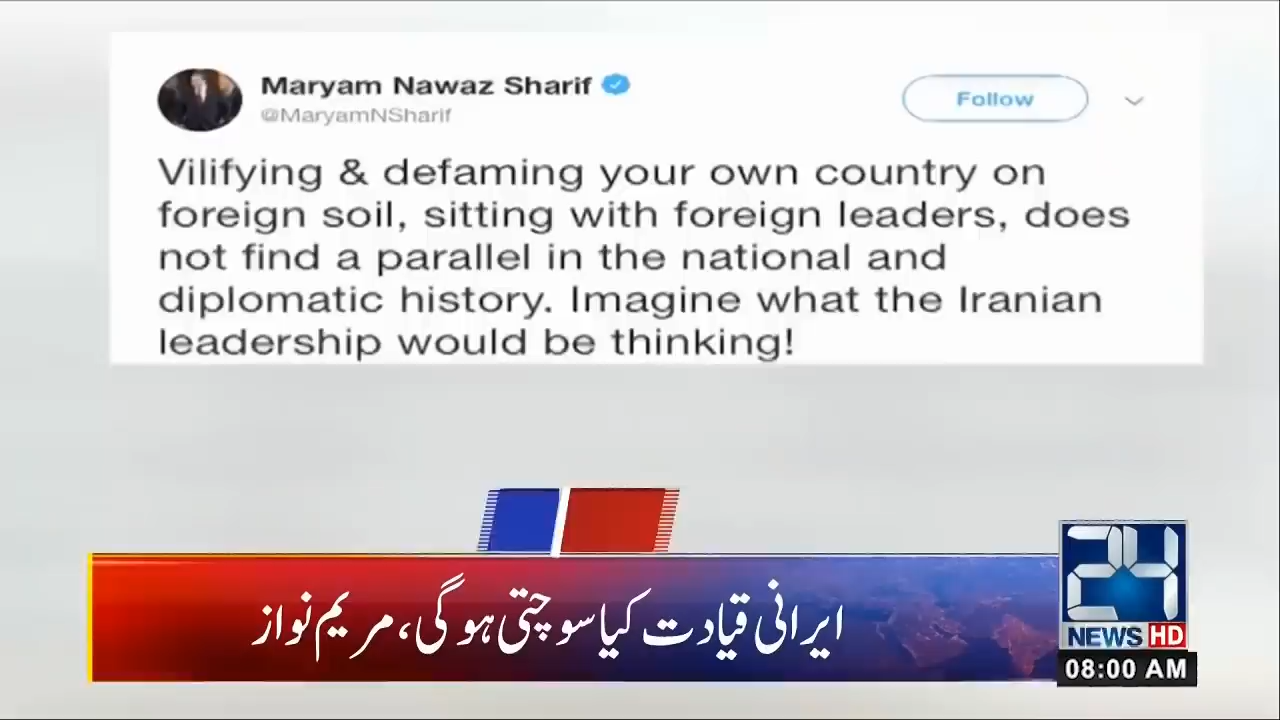 Maryam Nawaz Sharif
@MaryamNSharif
Follow
Vilifying & defaming your own country on
foreign soil, sitting with foreign leaders, does
not find a parallel in the national and
diplomatic history. Imagine what the Iranian
leadership would be thinking!
ایرانی قیادت کیا سوچتی ہوگی، مریم نواز
24
NEWS HD
08:00 AM